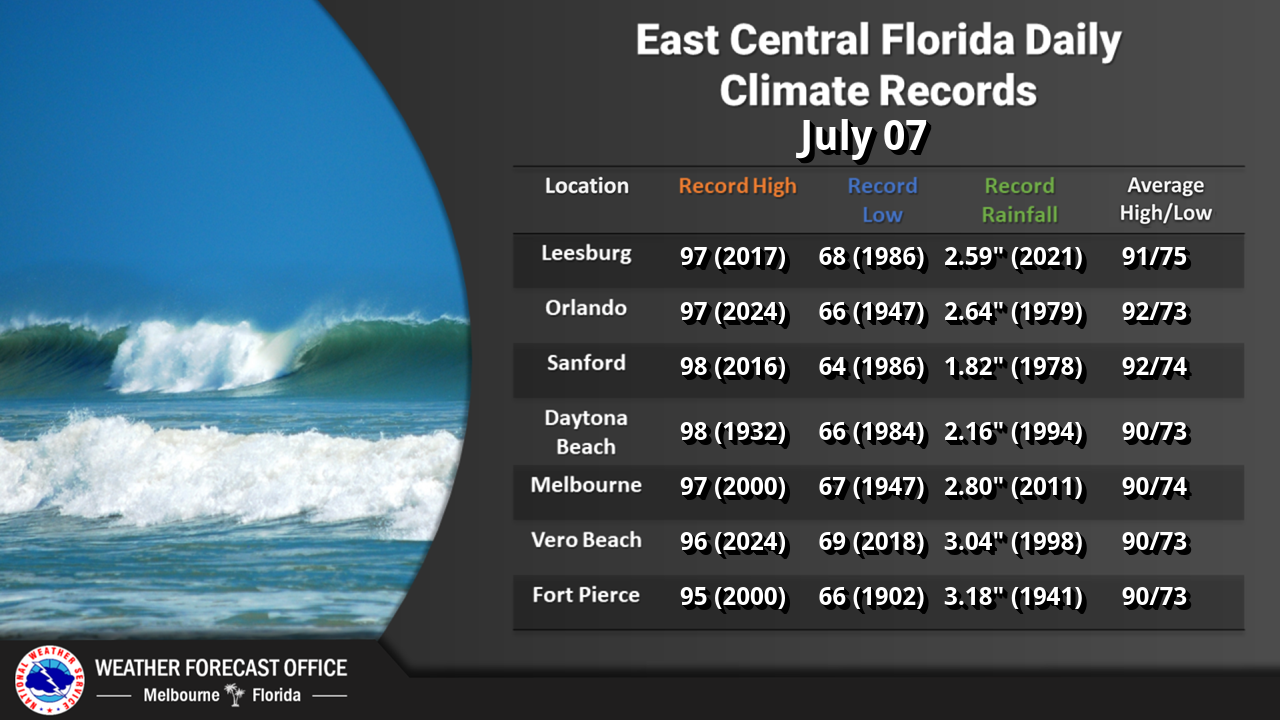 East Central Florida Daily
Climate Records
July 07
Location Record High Record Low Record Rainfall Average High/Low
Leesburg 97 (2017) 68 (1986) 2.59" (2021) 91/75
Orlando 97 (2024) 66 (1947) 2.64" (1979) 92/73
Sanford 98 (2016) 64 (1986) 1.82" (1978) 92/74
Daytona Beach 98 (1932) 66 (1984) 2.16" (1994) 90/73
Melbourne 97 (2000) 67 (1947) 2.80" (2011) 90/74
Vero Beach 96 (2024) 69 (2018) 3.04" (1998) 90/73
Fort Pierce 95 (2000) 66 (1902) 3.18" (1941) 90/73
NATIONAL WEATHER SERVICE
WEATHER FORECAST OFFICE
Melbourne Florida